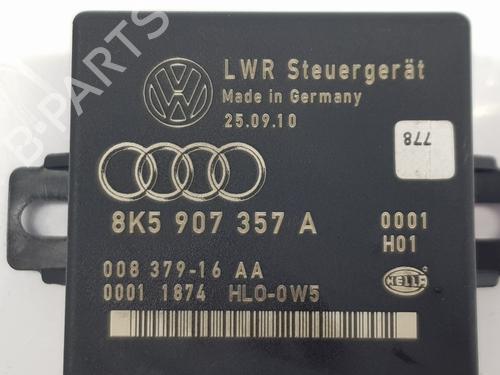 LWR Steuergerät
Made in Germany
25.09.10
778
8K5 907 357 A
0001
H01
008 379-16 AA
0001 1874 HLO-0W5
HELLA
B-PARTS